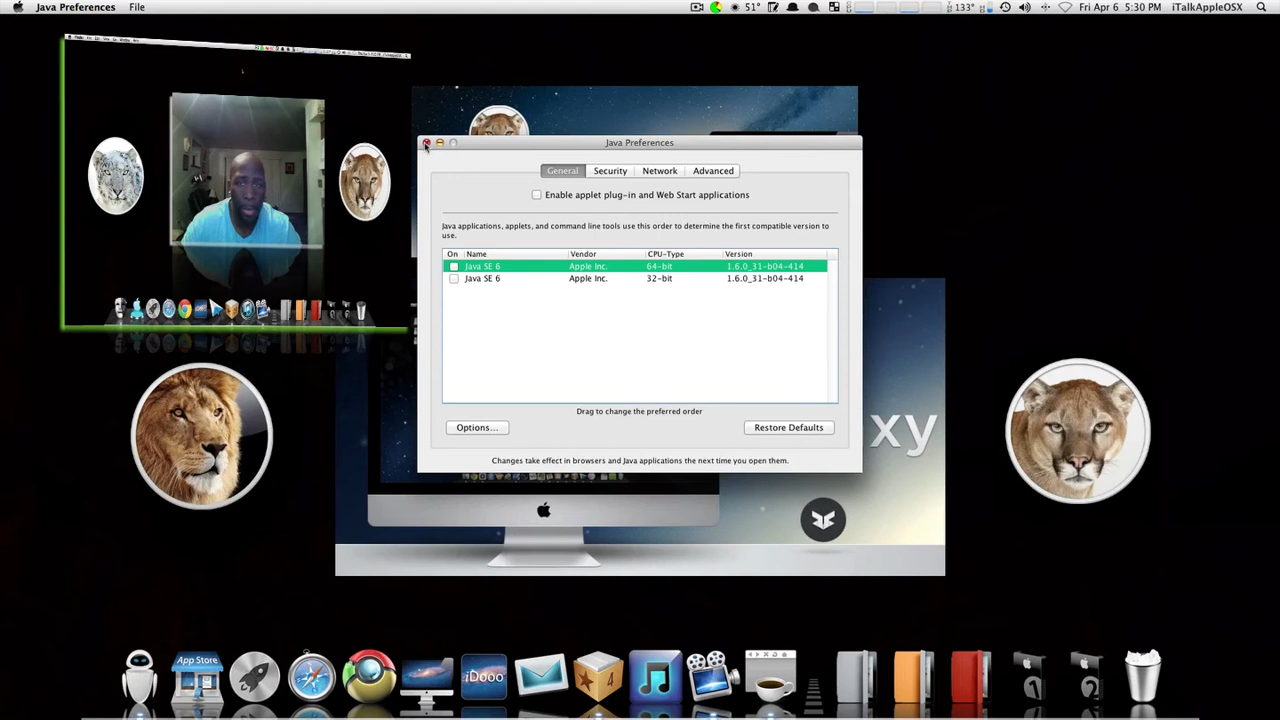 Java Preferences File
51° 133° Fri Apr 6 5:30 PM iTalkAppleOSX
Java Preferences
General Security Network Advanced
Enable applet plug-in and Web Start applications
Java applications, applets, and command line tools use this order to determine the first compatible version to
use.
On Name Vendor CPU-Type Version
Java SE 6 Apple Inc. 64-bit 1.6.0_31-b04-414
Java SE 6 Apple Inc. 32-bit 1.6.0_31-b04-414
Drag to change the preferred order
Options... Restore Defaults
Changes take effect in browsers and Java applications the next time you open them.
xy
App Store
iDooo
4
1
2